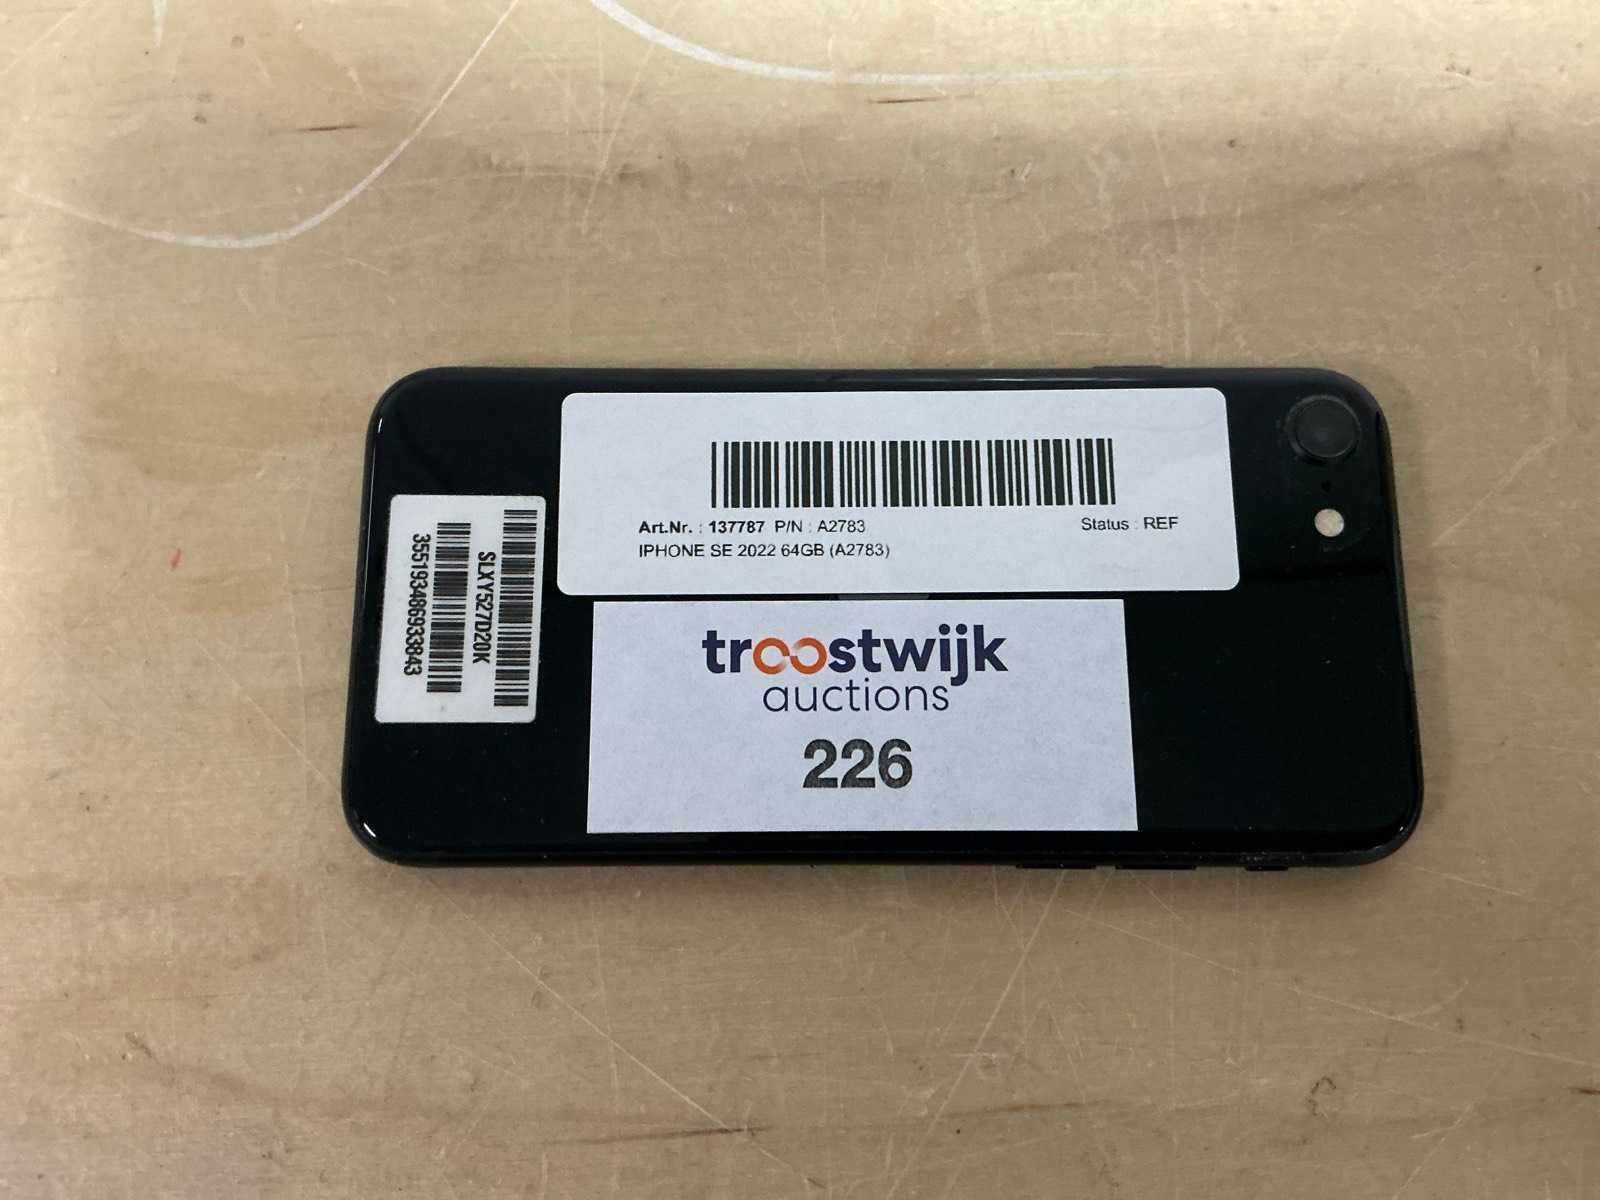 Art.Nr. : 137787 P/N : A2783
Status : REF
IPHONE SE 2022 64GB (A2783)
troostwijk
auctions
226
SLXY527D20K
355193486933843